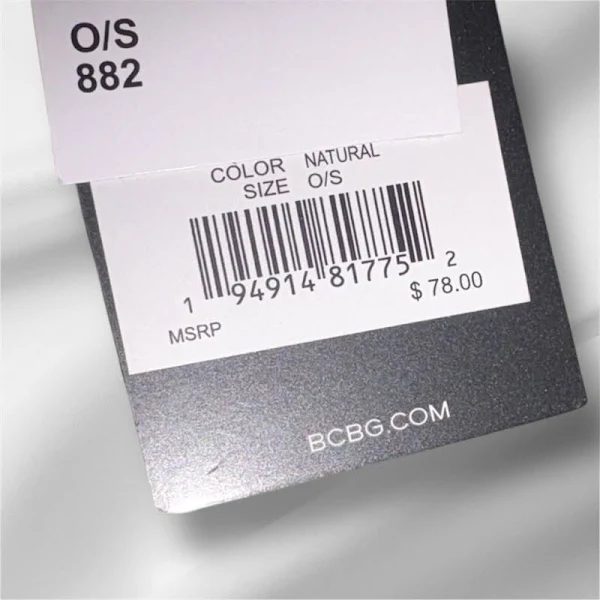 O/S
882
COLOR NATURAL
SIZE O/S
1 94914 81775 2
MSRP $ 78.00
BCBG.COM